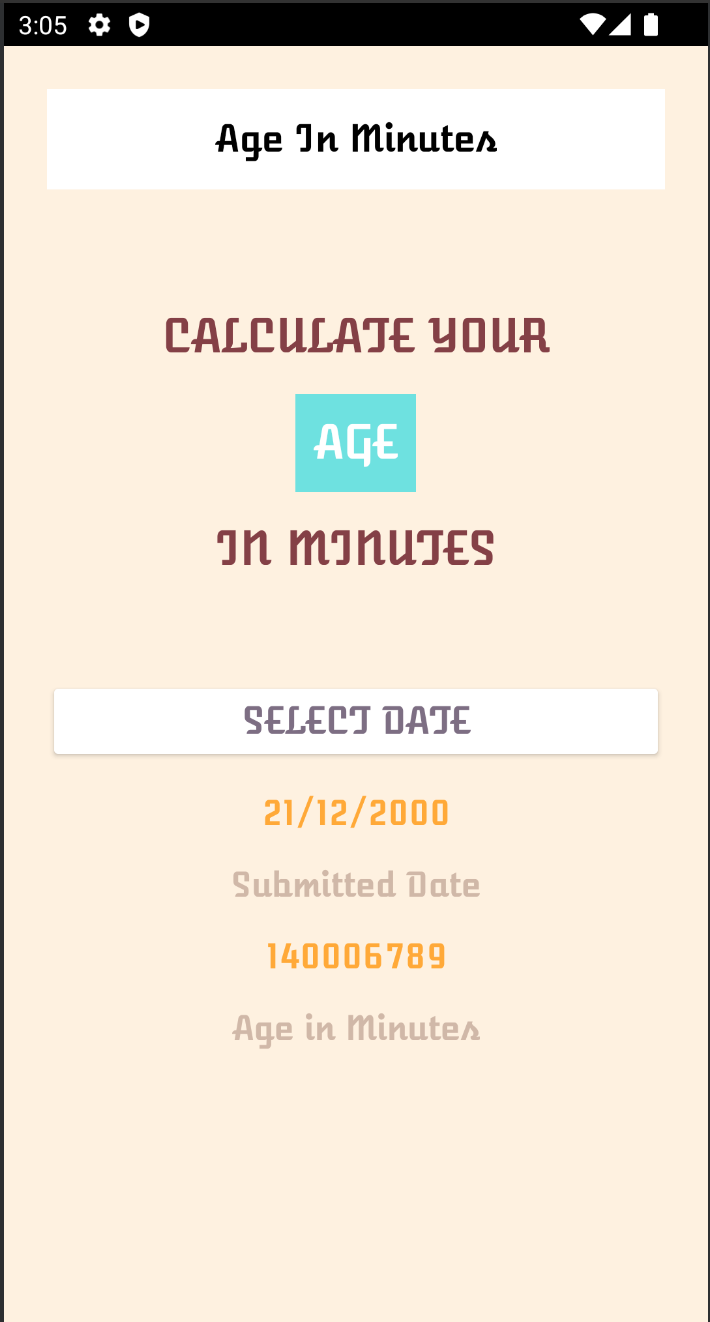 3:05
Age In Minutes
CALCULATE YOUR
AGE
IN MINUTES
SELECT DATE
21/12/2000
Submitted Date
140006789
Age in Minutes